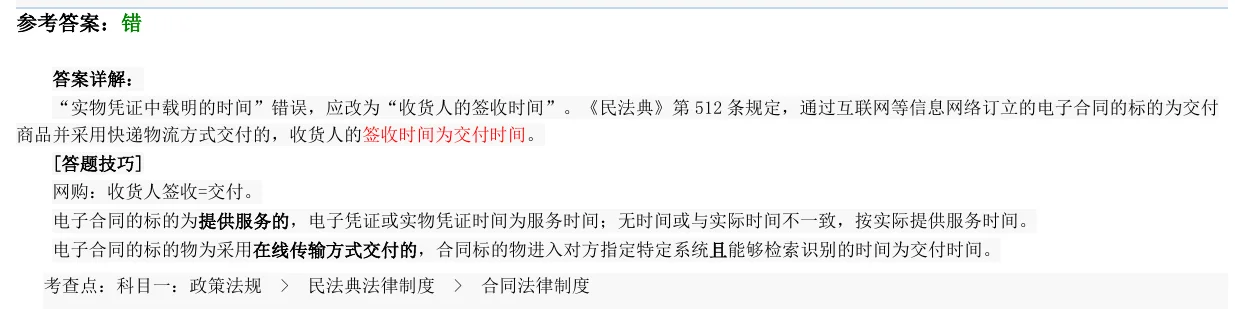 参考答案：错
答案详解：
“实物凭证中载明的时间”错误，应改为“收货人的签收时间”。《民法典》第 512 条规定，通过互联网等信息网络订立的电子合同的标的为交付
商品并采用快递物流方式交付的，收货人的签收时间为交付时间。
[答题技巧]
网购：收货人签收=交付。
电子合同的标的为提供服务的，电子凭证或实物凭证时间为服务时间；无时间或与实际时间不一致，按实际提供服务时间。
电子合同的标的物为采用在线传输方式交付的，合同标的物进入对方指定特定系统且能够检索识别的时间为交付时间。
考查点：科目一：政策法规 > 民法典法律制度 > 合同法律制度